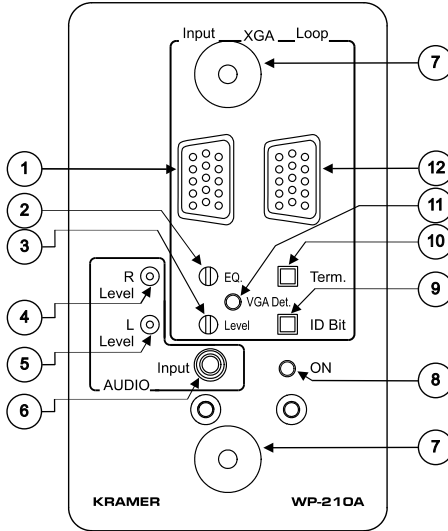 Input XGA Loop
7
1
12
2
11
3
10
EQ.
Term.
R
Level
VGA Det.
9
4
L
Level
Level
ID Bit
5
Input
ON
8
6
AUDIO
7
KRAMER
WP-210A